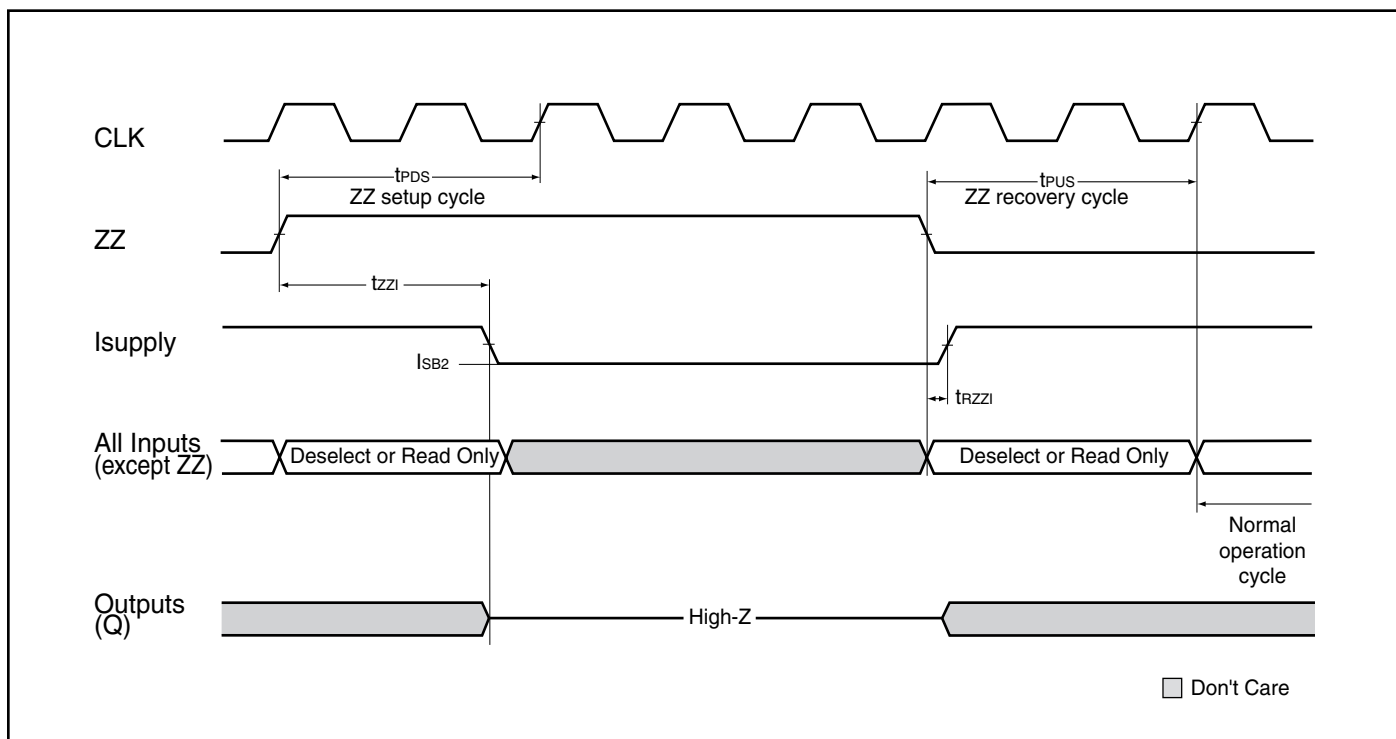 CLK
tPDS
ZZ setup cycle
tPUS
ZZ recovery cycle
ZZ
tZZI
Isupply
ISB2
tRZZI
All Inputs
(except ZZ)
Deselect or Read Only
Deselect or Read Only
Normal
operation
cycle
Outputs
(Q)
High-Z
Don't Care